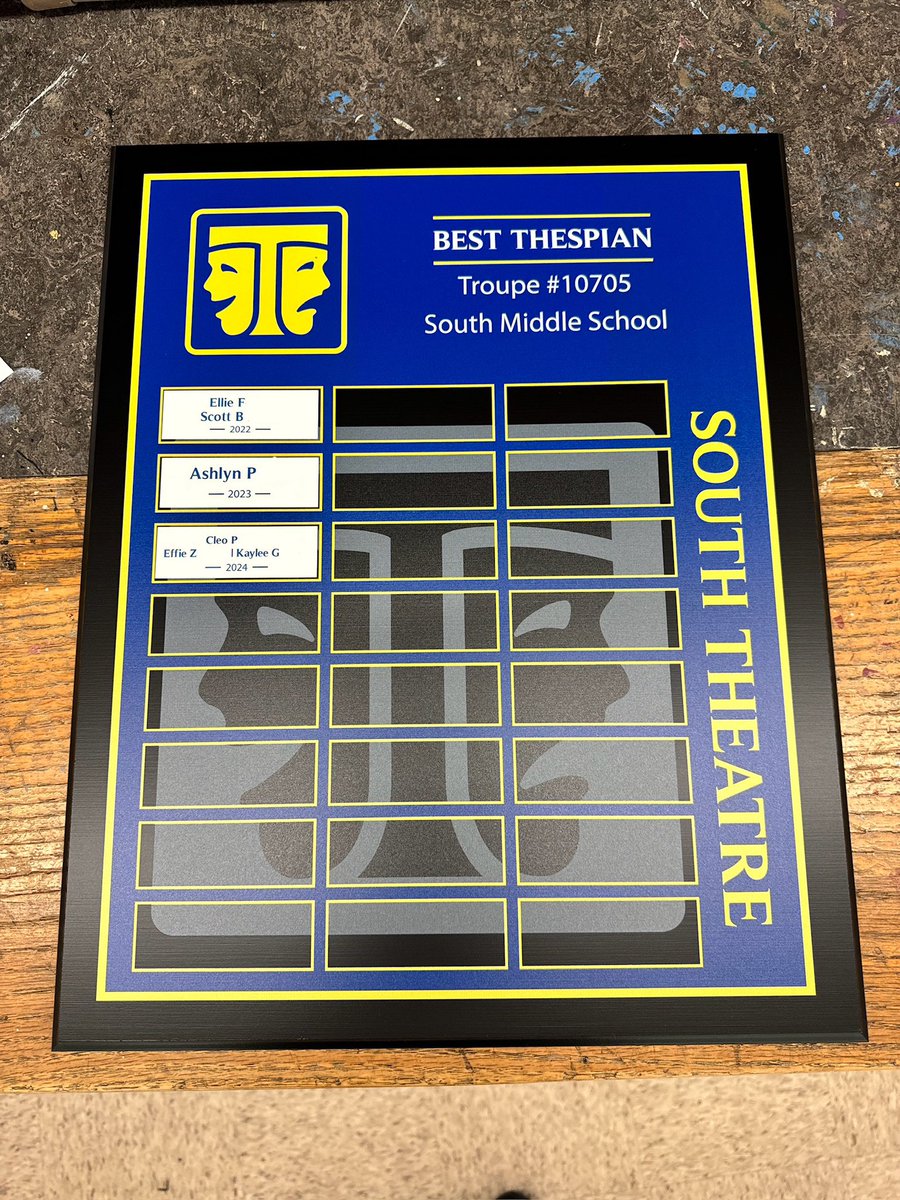 BEST THESPIAN
Troupe #10705
South Middle School
Ellie F
Scott B
2022
Ashlyn P
2023
Cleo P
Effie Z | Kaylee G
2024
SOUTH THEATRE